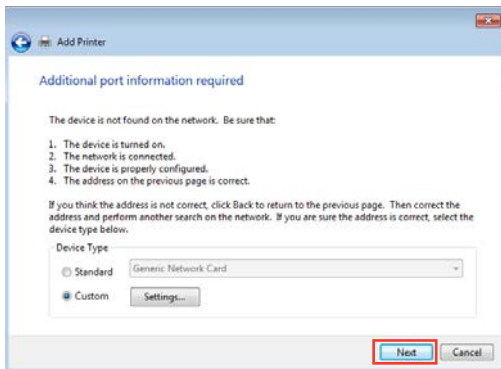 Add Printer
Additional port information required
The device is not found on the network. Be sure that:
1. The device is turned on.
2. The network is connected.
3. The device is properly configured.
4. The address on the previous page is correct.
If you think the address is not correct, click Back to return to the previous page. Then correct the
address and perform another search on the network. If you are sure the address is correct, select the
device type below.
Device Type
Standard Generic Network Card
Custom Settings...
Next Cancel